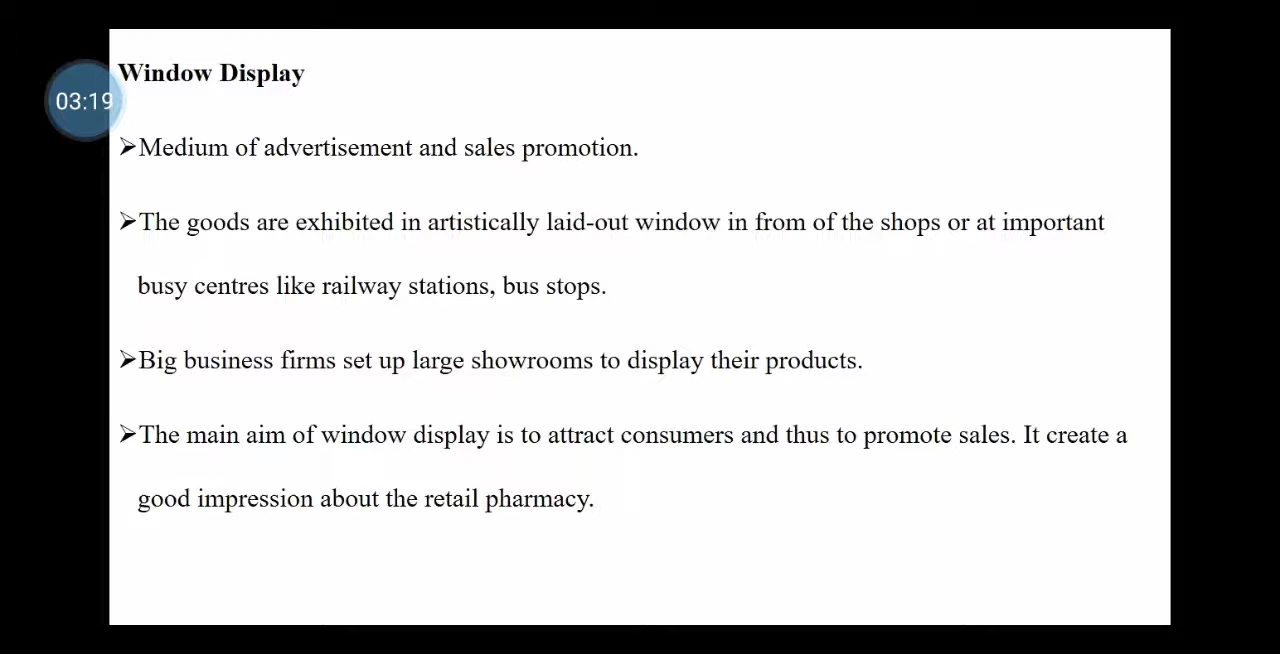 Window Display
03:19
➢Medium of advertisement and sales promotion.
➢The goods are exhibited in artistically laid-out window in from of the shops or at important
busy centres like railway stations, bus stops.
➢Big business firms set up large showrooms to display their products.
➢The main aim of window display is to attract consumers and thus to promote sales. It create a
good impression about the retail pharmacy.